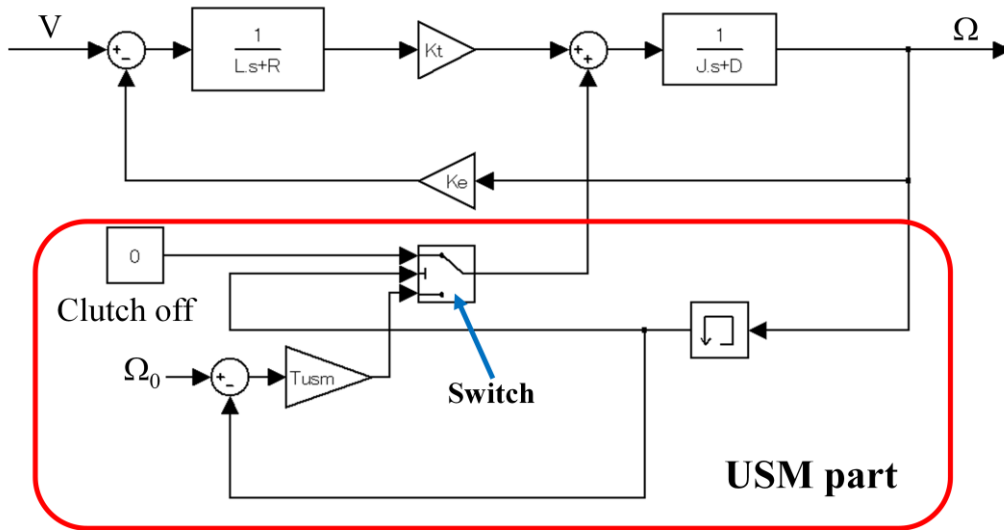 V
+
-
1
L.s+R
Kt
+
+
1
J.s+D
Ω
Ke
0
Clutch off
Ω₀
+
-
Tusm
Switch
USM part